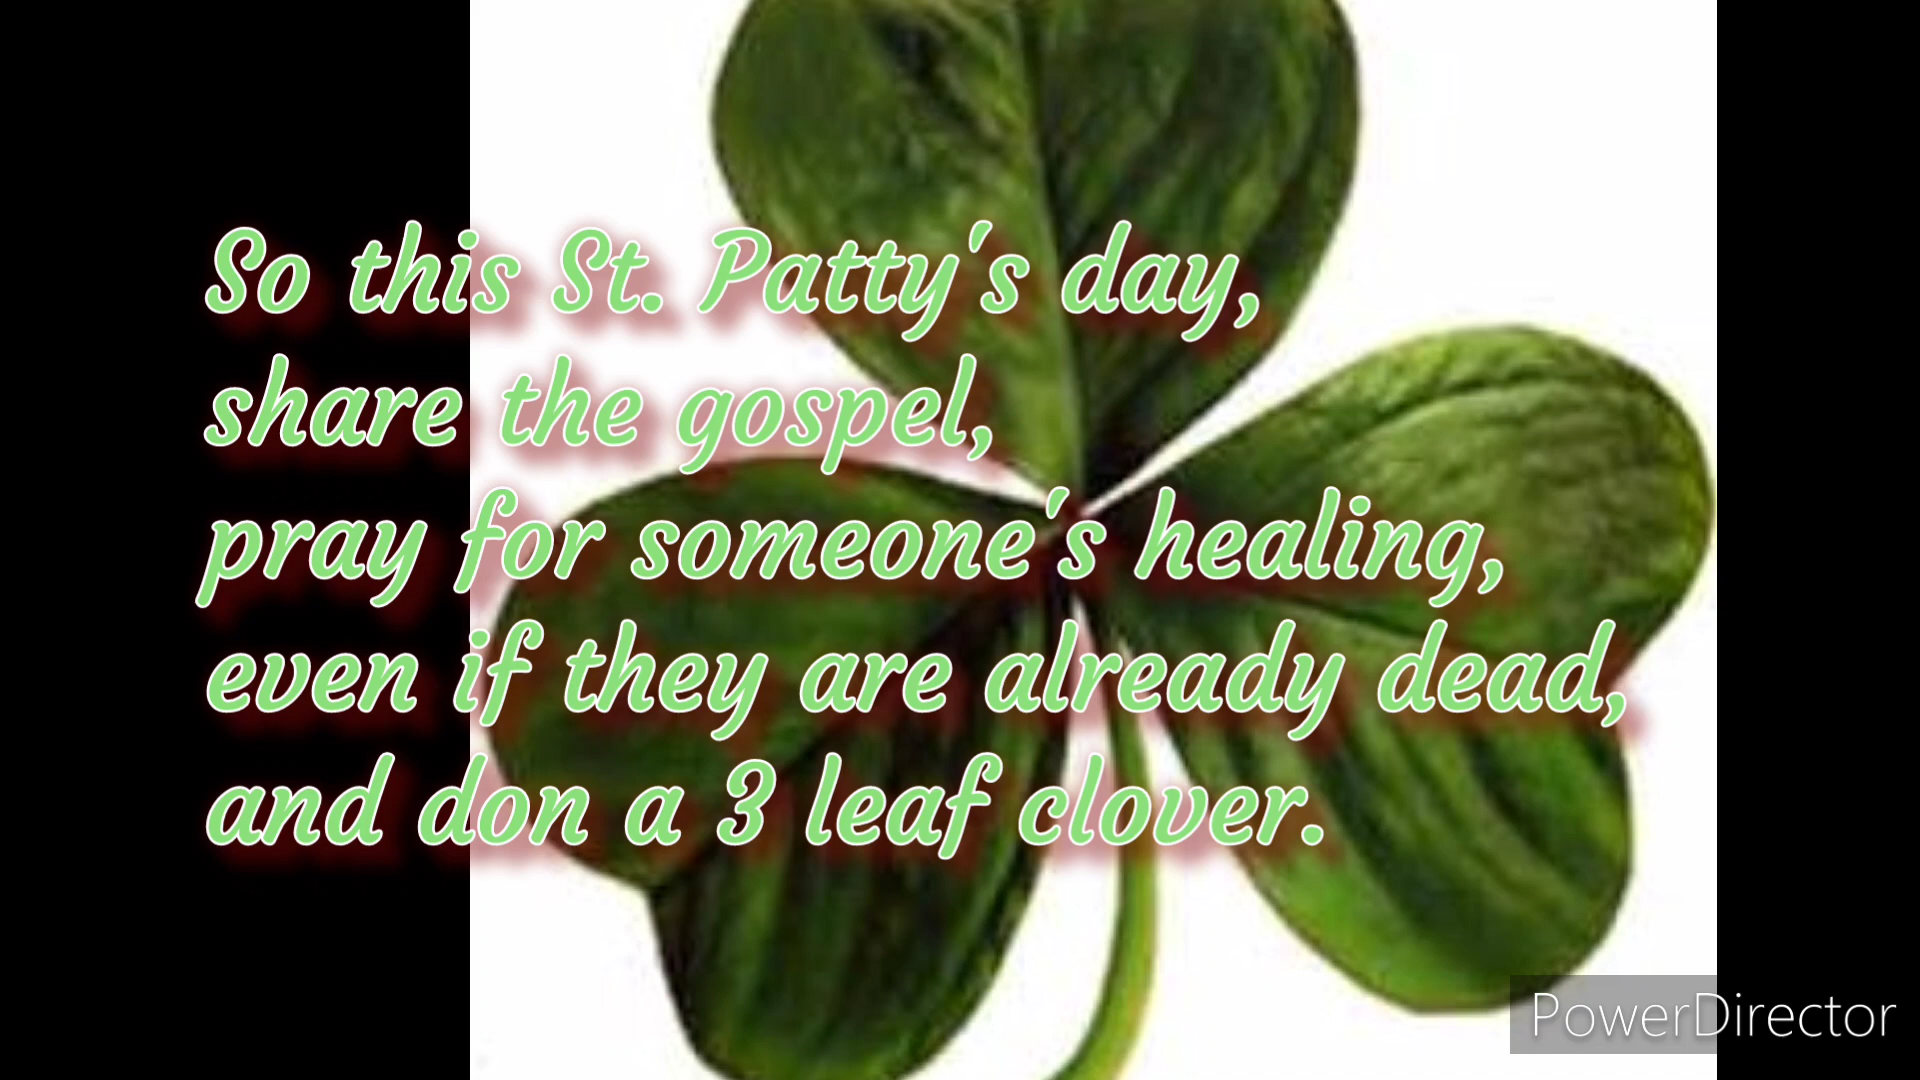 So this St. Patty's day,
share the gospel,
pray for someone's healing,
even if they are already dead,
and don a 3 leaf clover.
PowerDirector